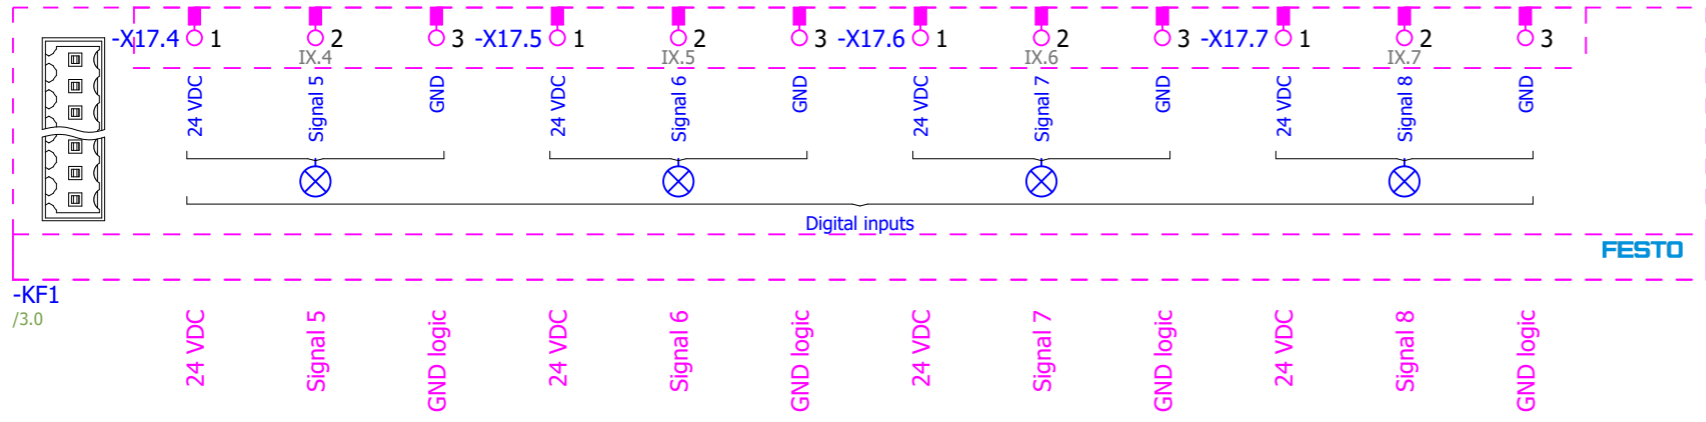 -X17.4 1 2 3 -X17.5 1 2 3 -X17.6 1 2 3 -X17.7 1 2 3
IX.4 IX.5 IX.6 IX.7
24 VDC Signal 5 GND 24 VDC Signal 6 GND 24 VDC Signal 7 GND 24 VDC Signal 8 GND
Digital inputs
FESTO
-KF1
/3.0
24 VDC Signal 5 GND logic 24 VDC Signal 6 GND logic 24 VDC Signal 7 GND logic 24 VDC Signal 8 GND logic